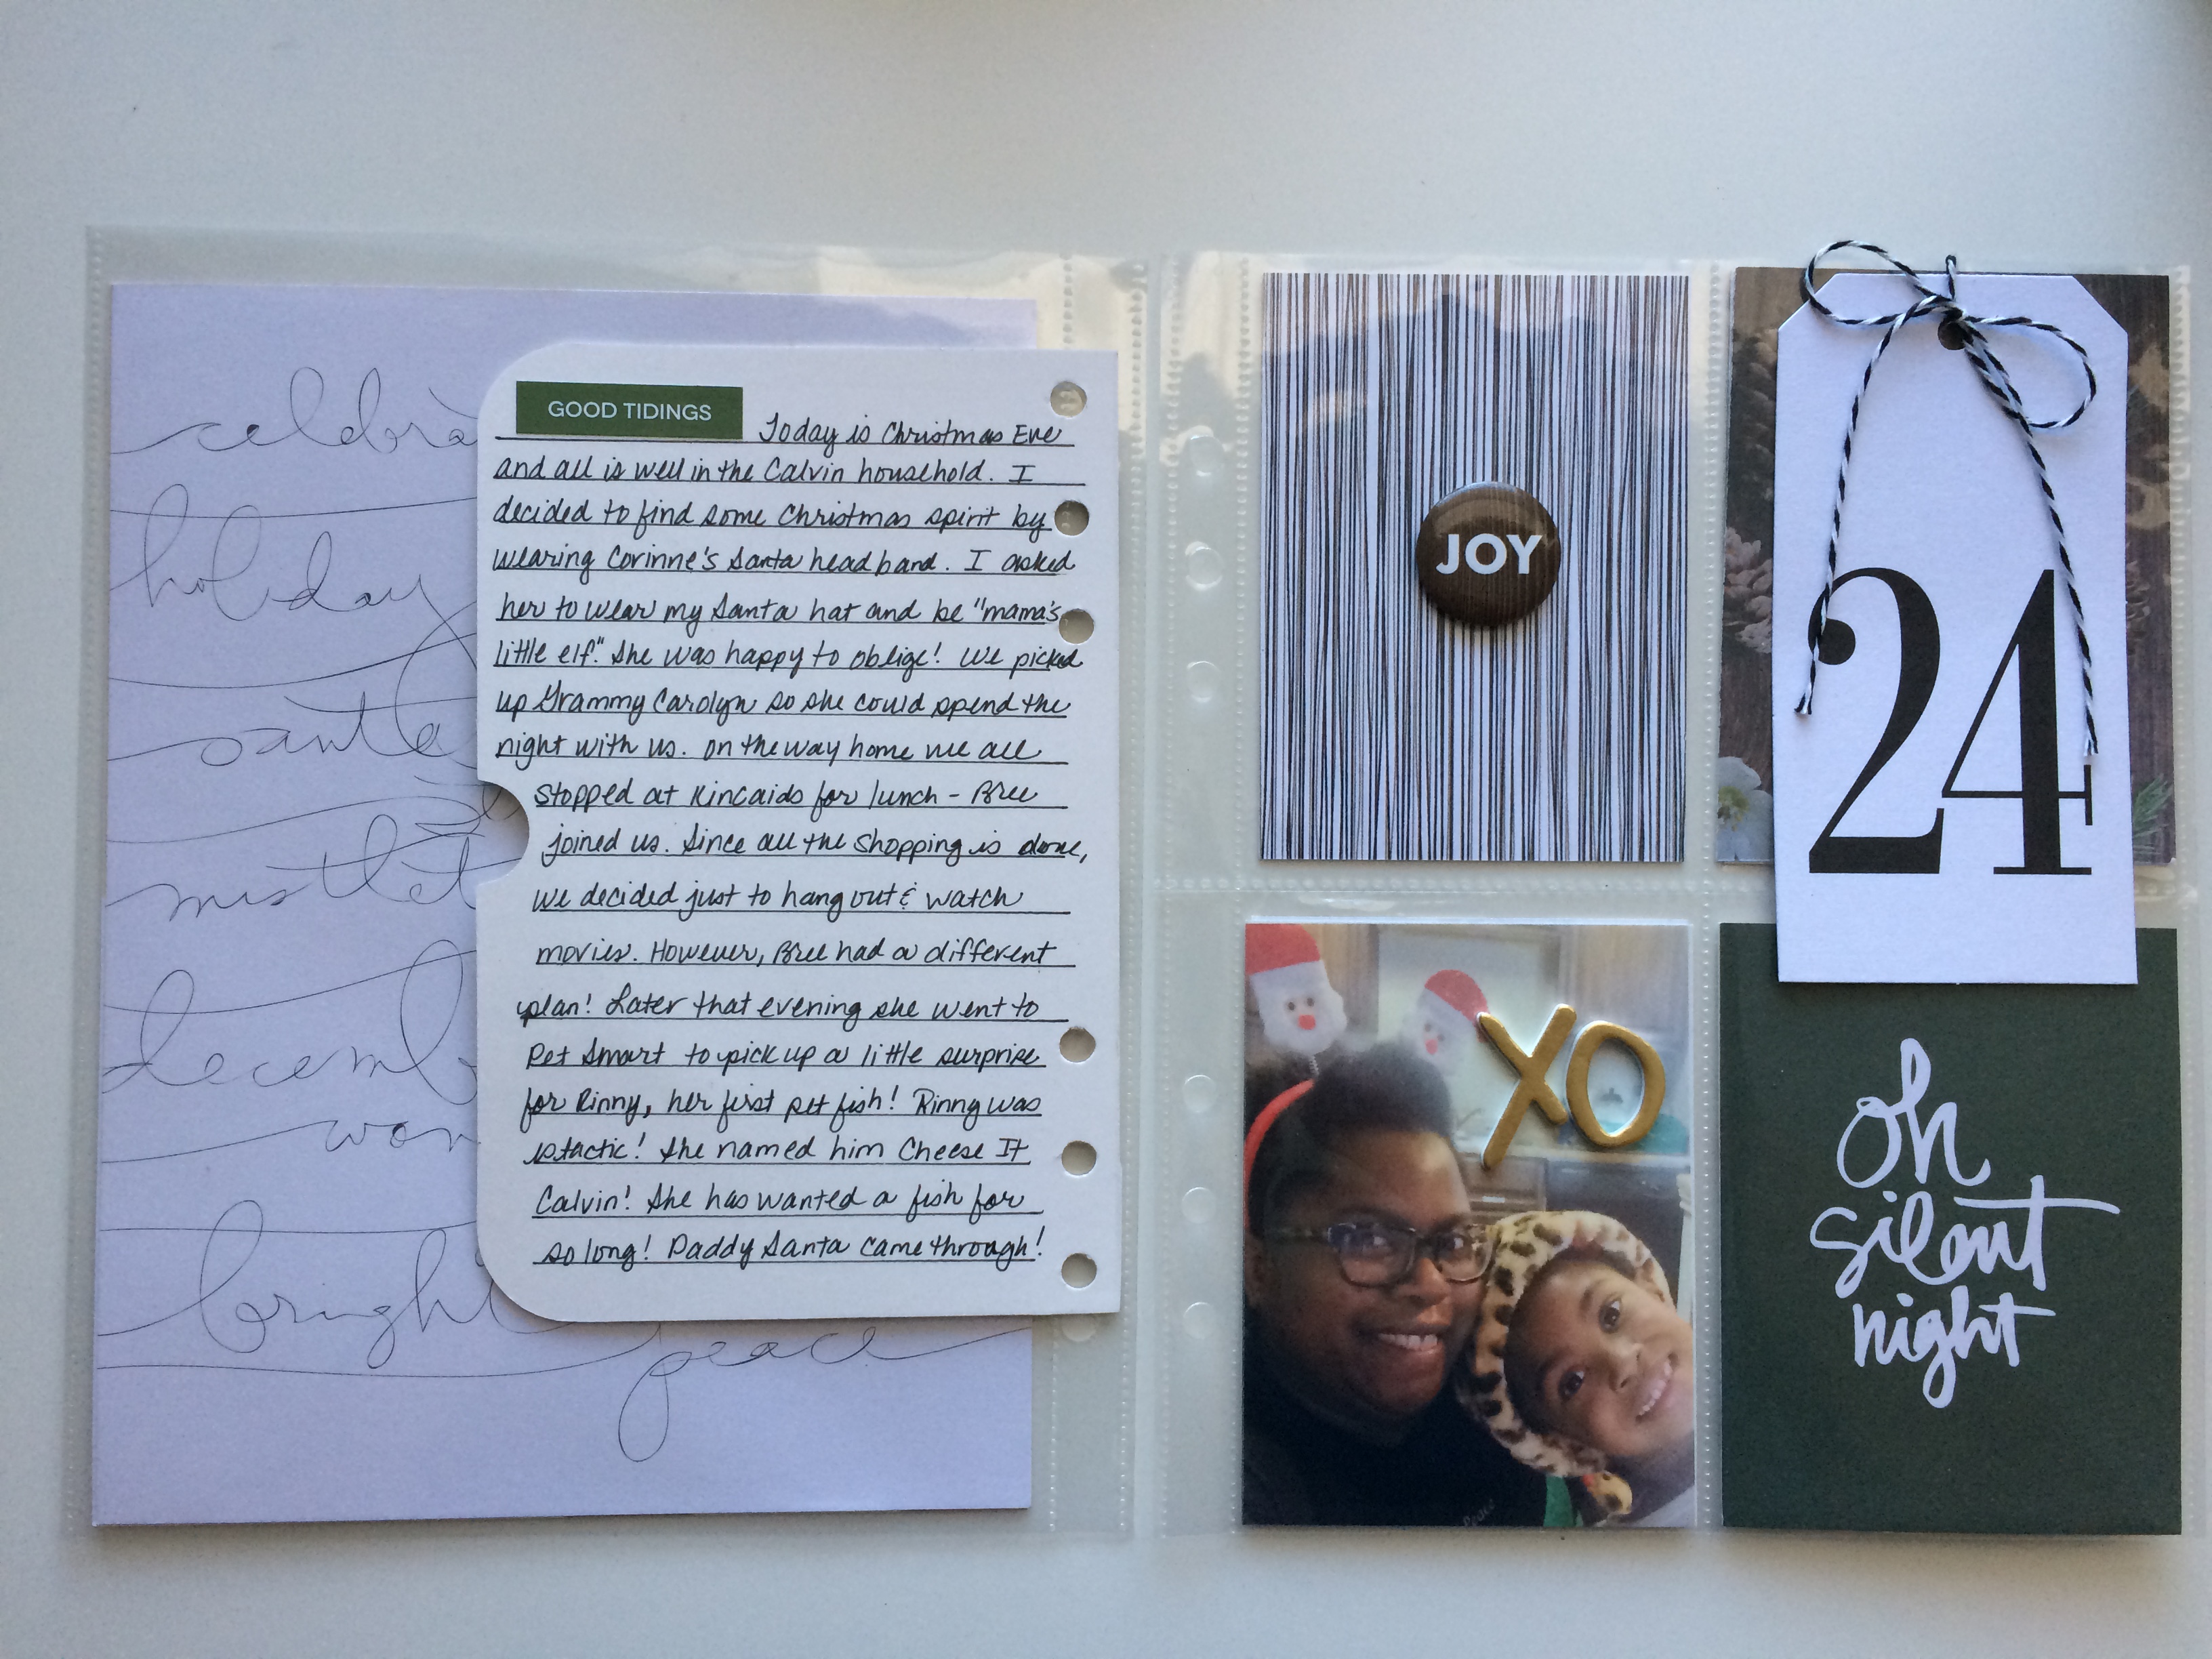 celebra
holiday
santa
mistlet
decemb
won
bright
peace
GOOD TIDINGS Today is Christmas Eve
and all is well in the Calvin household. I
decided to find some Christmas spirit by
wearing Corinne's Santa headband. I asked
her to wear my Santa hat and be "mama's
little elf." She was happy to oblige! We picked
up Grammy Carolyn so she could spend the
night with us. On the way home we all
stopped at Kincaids for lunch - Bree
joined us. Since all the shopping is done,
we decided just to hang out & watch
movies. However, Bree had a different
plan! Later that evening she went to
Pet Smart to pick up a little surprise
for Rinny, her first pet fish! Rinny was
estactic! She named him Cheese It
Calvin! She has wanted a fish for
so long! Daddy Santa came through!
JOY
24
XO
Peace
oh
silent
night